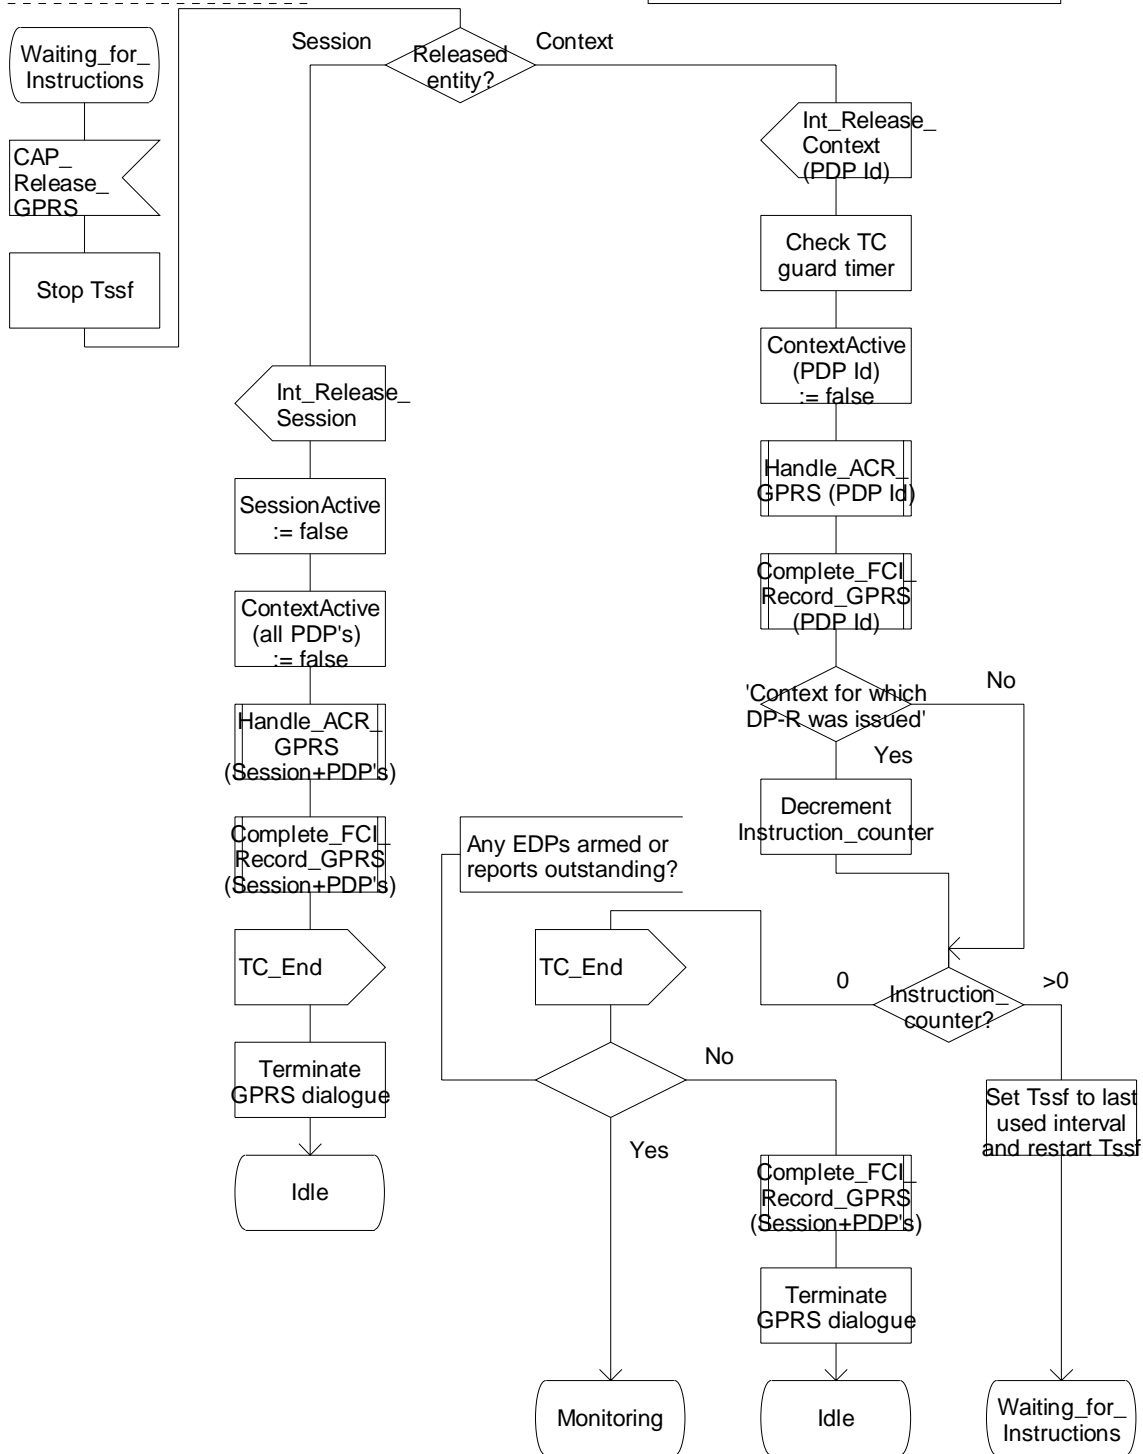 Waiting_for_
Instructions
CAP_
Release_
GPRS
Stop Tssf
Session
Released
entity?
Context
Int_Release_
Session
SessionActive
:= false
ContextActive
(all PDP's)
:= false
Handle_ACR_
GPRS
(Session+PDP's)
Complete_FCI_
Record_GPRS
(Session+PDP's)
TC_End
Terminate
GPRS dialogue
Idle
Int_Release_
Context
(PDP Id)
Check TC
guard timer
ContextActive
(PDP Id)
:= false
Handle_ACR_
GPRS (PDP Id)
Complete_FCI_
Record_GPRS
(PDP Id)
'Context for which
DP-R was issued'
No
Yes
Decrement
Instruction_counter
Instruction_
counter?
0
>0
TC_End
Any EDPs armed or
reports outstanding?
No
Yes
Monitoring
Complete_FCI_
Record_GPRS
(Session+PDP's)
Terminate
GPRS dialogue
Idle
Set Tssf to last
used interval
and restart Tssf
Waiting_for_
Instructions